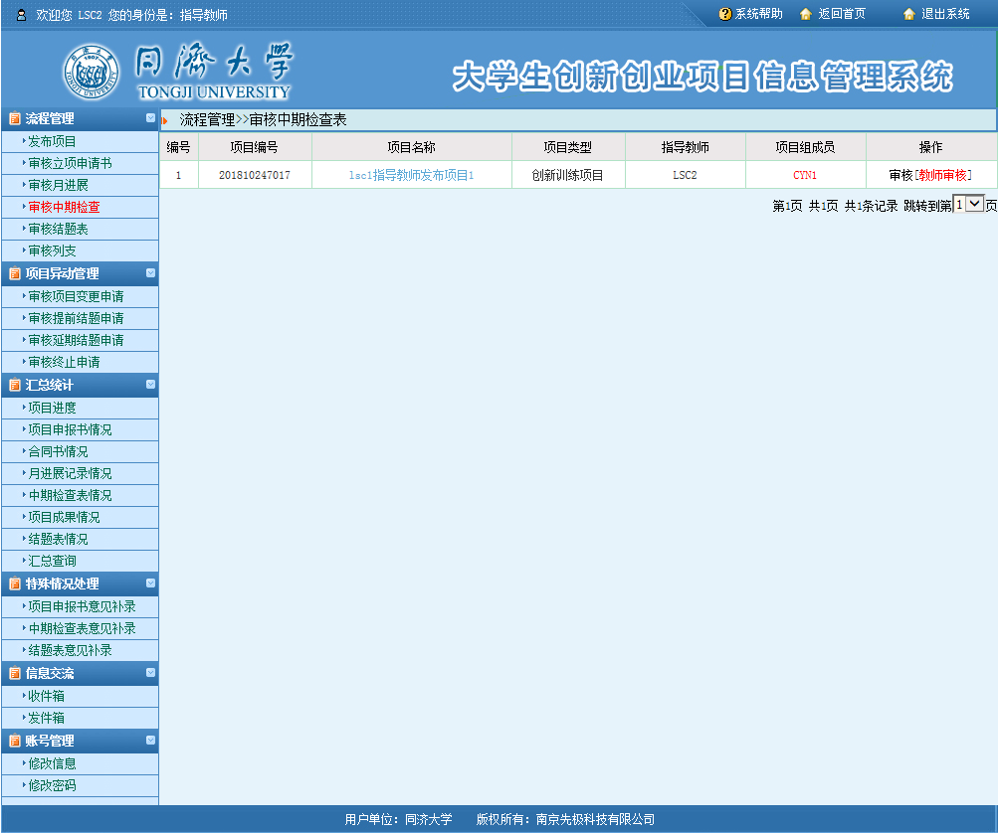 欢迎您 LSC2 您的身份是：指导教师
系统帮助 返回首页 退出系统
同濟大學
TONGJI UNIVERSITY
大学生创新创业项目信息管理系统
流程管理
发布项目
审核立项申请书
审核月进展
审核中期检查
审核结题表
审核列支
项目异动管理
审核项目变更申请
审核提前结题申请
审核延期结题申请
审核终止申请
汇总统计
项目进度
项目申报书情况
合同书情况
月进展记录情况
中期检查表情况
项目成果情况
结题表情况
汇总查询
特殊情况处理
项目申报书意见补录
中期检查表意见补录
结题表意见补录
信息交流
收件箱
发件箱
账号管理
修改信息
修改密码
流程管理>>审核中期检查表
编号 项目编号 项目名称 项目类型 指导教师 项目组成员 操作
1 201810247017 lsc1指导教师发布项目1 创新训练项目 LSC2 CYN1 审核[教师审核]
第1页 共1页 共1条记录 跳转到第1页
用户单位：同济大学 版权所有：南京先极科技有限公司